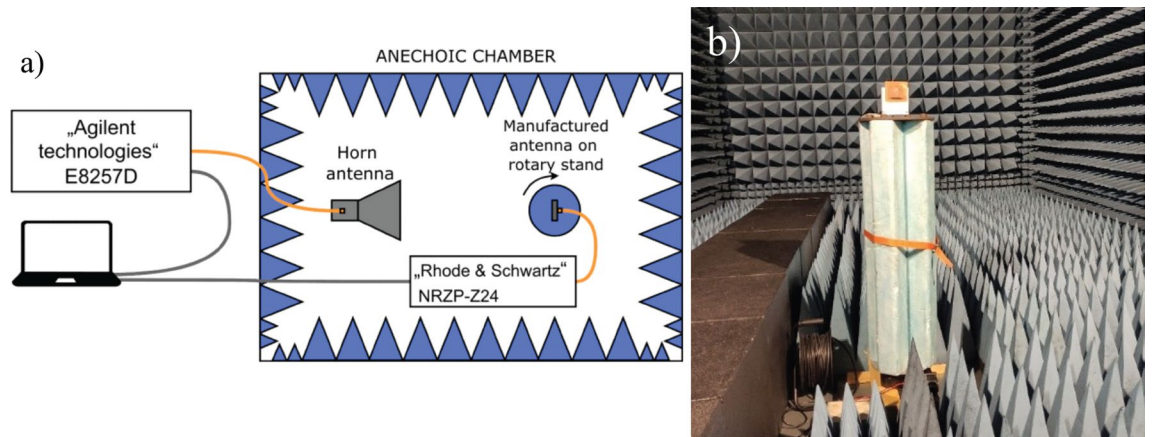 a)
ANECHOIC CHAMBER
„Agilent
technologies“
E8257D
Horn
antenna
Manufactured
antenna on
rotary stand
„Rhode & Schwartz“
NRZP-Z24
b)